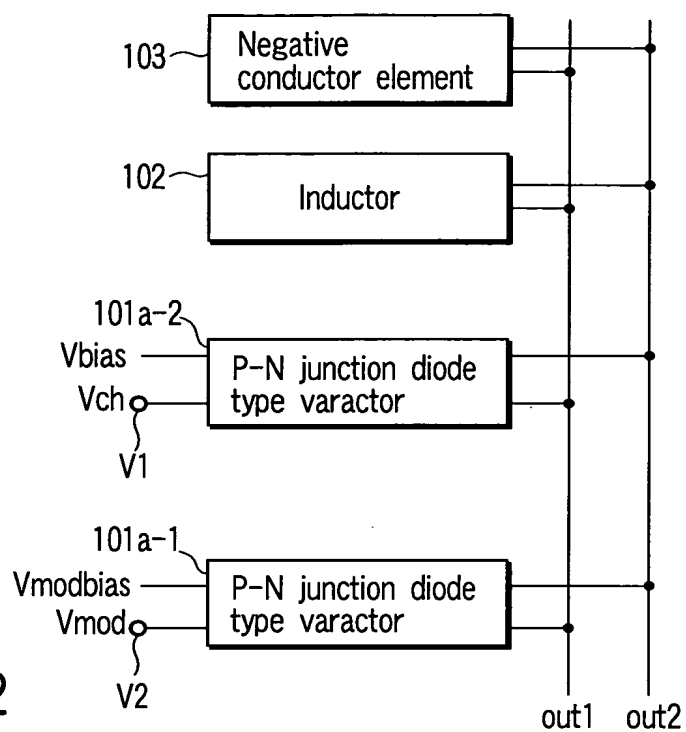 103
Negative
conductor element
102
Inductor
101a-2
Vbias
Vch
V1
P-N junction diode
type varactor
101a-1
Vmodbias
Vmod
V2
P-N junction diode
type varactor
2
out1
out2